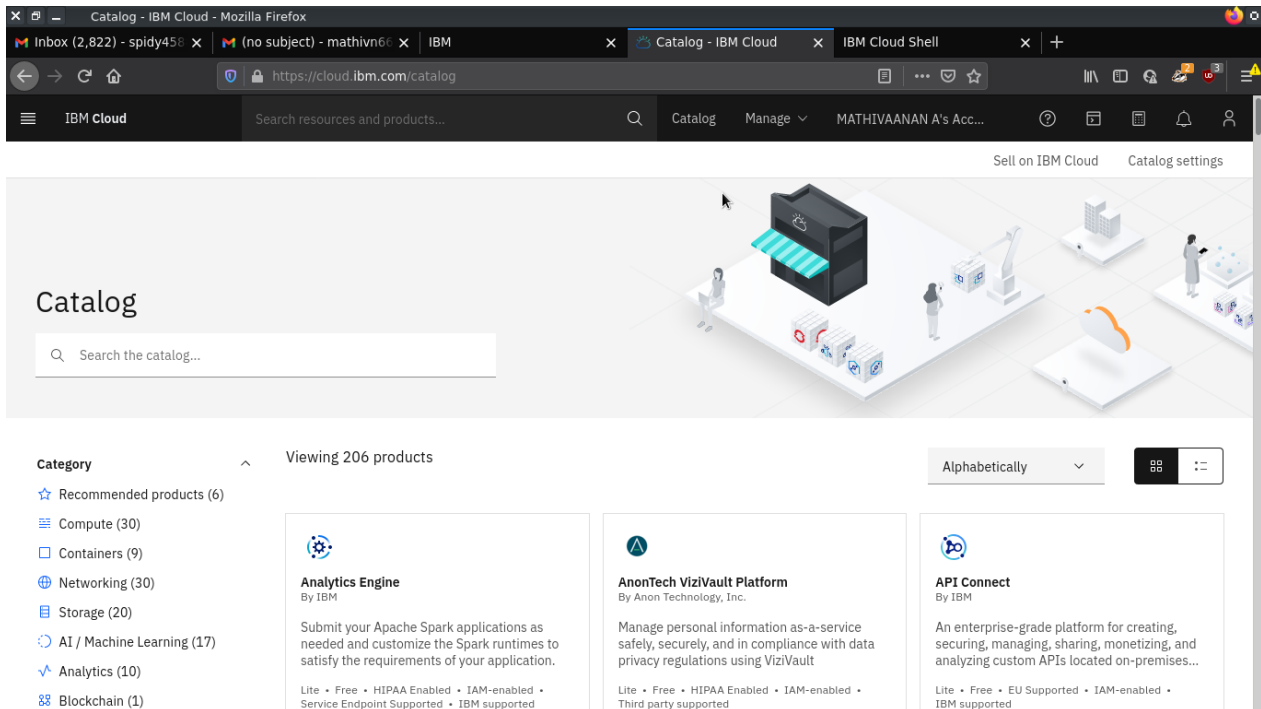 Catalog - IBM Cloud - Mozilla Firefox
Inbox (2,822) - spidy458
(no subject) - mathivn66
IBM
Catalog - IBM Cloud
IBM Cloud Shell
https://cloud.ibm.com/catalog
2
3
IBM Cloud
Search resources and products...
Catalog
Manage
MATHIVAANAN A's Acc...
Sell on IBM Cloud
Catalog settings
Catalog
Search the catalog...
Category
Recommended products (6)
Compute (30)
Containers (9)
Networking (30)
Storage (20)
AI / Machine Learning (17)
Analytics (10)
Blockchain (1)
Viewing 206 products
Alphabetically
Analytics Engine
By IBM
Submit your Apache Spark applications as
needed and customize the Spark runtimes to
satisfy the requirements of your application.
Lite • Free • HIPAA Enabled • IAM-enabled •
Service Endpoint Supported • IBM supported
AnonTech ViziVault Platform
By Anon Technology, Inc.
Manage personal information as-a-service
safely, securely, and in compliance with data
privacy regulations using ViziVault
Lite • Free • HIPAA Enabled • IAM-enabled •
Third party supported
API Connect
By IBM
An enterprise-grade platform for creating,
securing, managing, sharing, monetizing, and
analyzing custom APIs located on-premises...
Lite • Free • EU Supported • IAM-enabled •
IBM supported